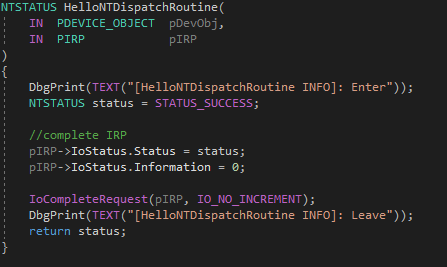 NTSTATUS HelloNTDispatchRoutine(
    IN  PDEVICE_OBJECT  pDevObj,
    IN  PIRP            pIRP
)
{
    DbgPrint(TEXT("[HelloNTDispatchRoutine INFO]: Enter"));
    NTSTATUS status = STATUS_SUCCESS;

    //complete IRP
    pIRP->IoStatus.Status = status;
    pIRP->IoStatus.Information = 0;

    IoCompleteRequest(pIRP, IO_NO_INCREMENT);
    DbgPrint(TEXT("[HelloNTDispatchRoutine INFO]: Leave"));
    return status;
}